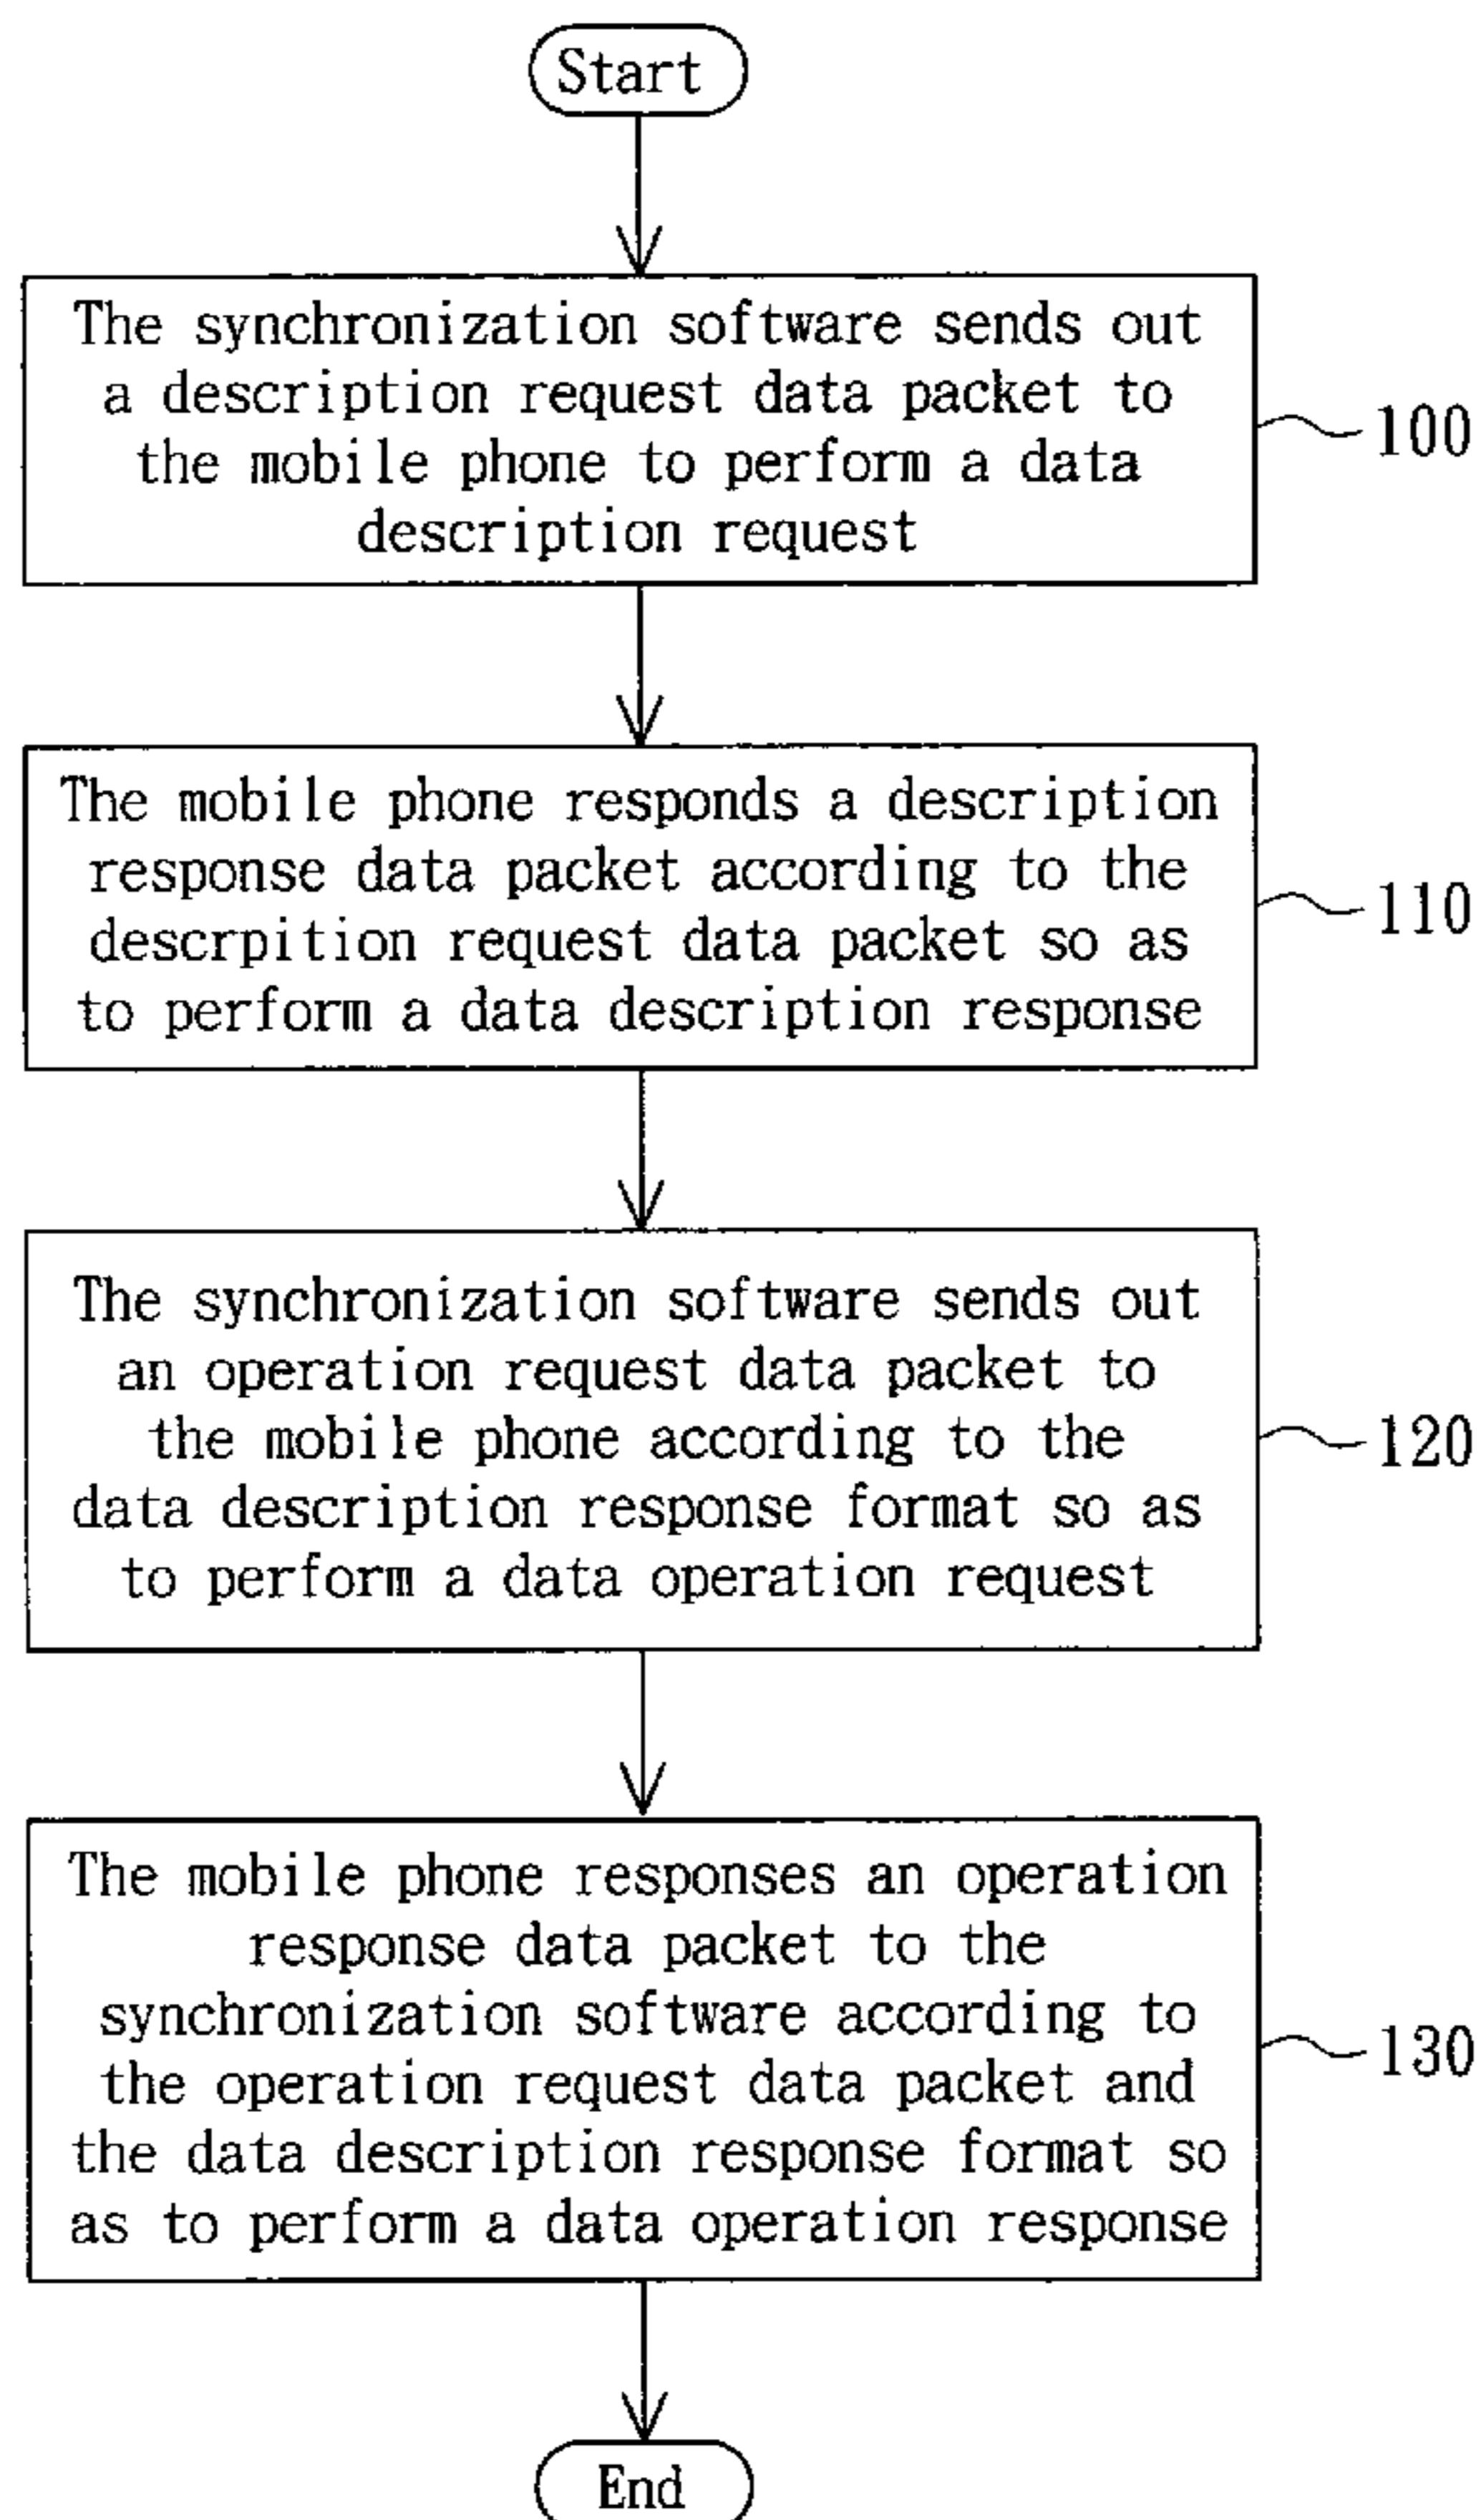 Start
The synchronization software sends out
a description request data packet to
the mobile phone to perform a data
description request
100
The mobile phone responds a description
response data packet according to the
descrpition request data packet so as
to perform a data description response
110
The synchronization software sends out
an operation request data packet to
the mobile phone according to the
data description response format so as
to perform a data operation request
120
The mobile phone responses an operation
response data packet to the
synchronization software according to
the operation request data packet and
the data description response format so
as to perform a data operation response
130
End